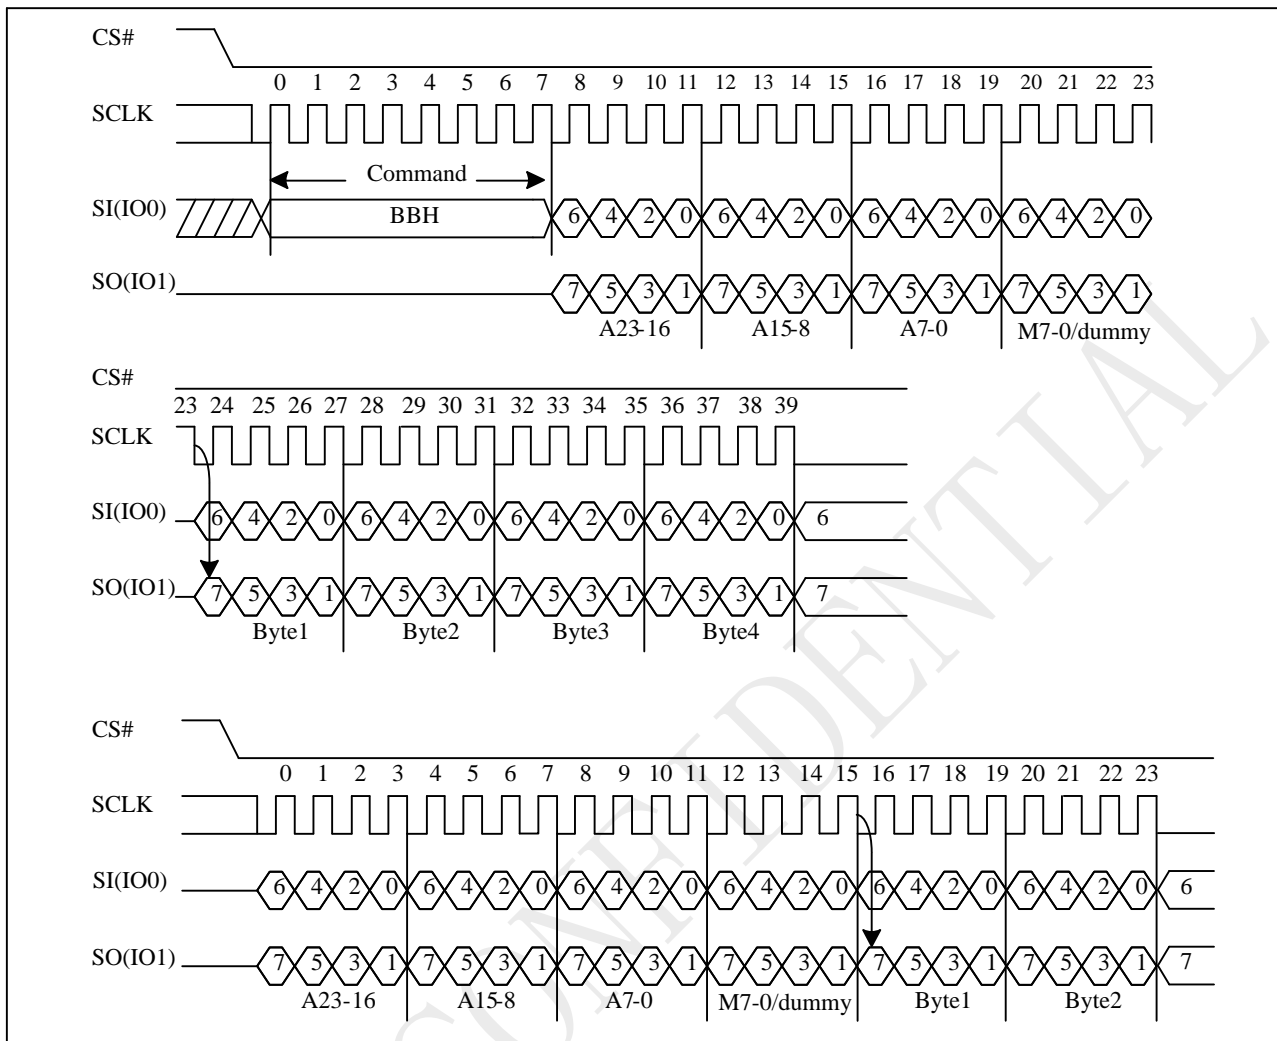 CS#
0 1 2 3 4 5 6 7 8 9 10 11 12 13 14 15 16 17 18 19 20 21 22 23
SCLK
Command
SI(IO0) BBH 6 4 2 0 6 4 2 0 6 4 2 0 6 4 2 0
SO(IO1) 7 5 3 1 7 5 3 1 7 5 3 1 7 5 3 1
A23-16 A15-8 A7-0 M7-0/dummy
CS#
23 24 25 26 27 28 29 30 31 32 33 34 35 36 37 38 39
SCLK
SI(IO0) 6 4 2 0 6 4 2 0 6 4 2 0 6 4 2 0 6
SO(IO1) 7 5 3 1 7 5 3 1 7 5 3 1 7 5 3 1 7
Byte1 Byte2 Byte3 Byte4
CS#
0 1 2 3 4 5 6 7 8 9 10 11 12 13 14 15 16 17 18 19 20 21 22 23
SCLK
SI(IO0) 6 4 2 0 6 4 2 0 6 4 2 0 6 4 2 0 6 4 2 0 6 4 2 0 6
SO(IO1) 7 5 3 1 7 5 3 1 7 5 3 1 7 5 3 1 7 5 3 1 7 5 3 1 7
A23-16 A15-8 A7-0 M7-0/dummy Byte1 Byte2
CONFIDENTIAL